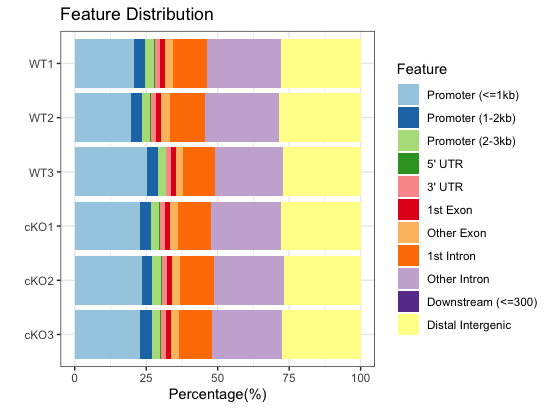 Feature Distribution
WT1
WT2
WT3
cKO1
cKO2
cKO3
0 25 50 75 100
Percentage(%)
Feature
Promoter (<=1kb)
Promoter (1-2kb)
Promoter (2-3kb)
5' UTR
3' UTR
1st Exon
Other Exon
1st Intron
Other Intron
Downstream (<=300)
Distal Intergenic